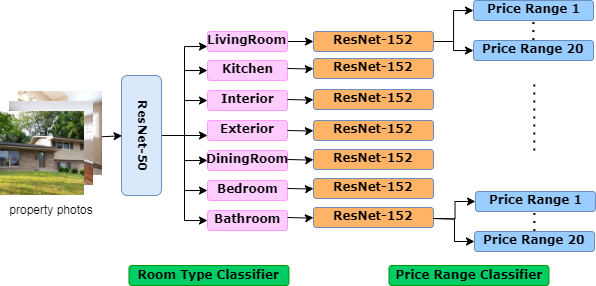 Price Range 1
LivingRoom
ResNet-152
Price Range 20
Kitchen
ResNet-152
Interior
ResNet-152
ResNet-50
Exterior
ResNet-152
DiningRoom
ResNet-152
Bedroom
ResNet-152
Price Range 1
property photos
Bathroom
ResNet-152
Price Range 20
Room Type Classifier
Price Range Classifier